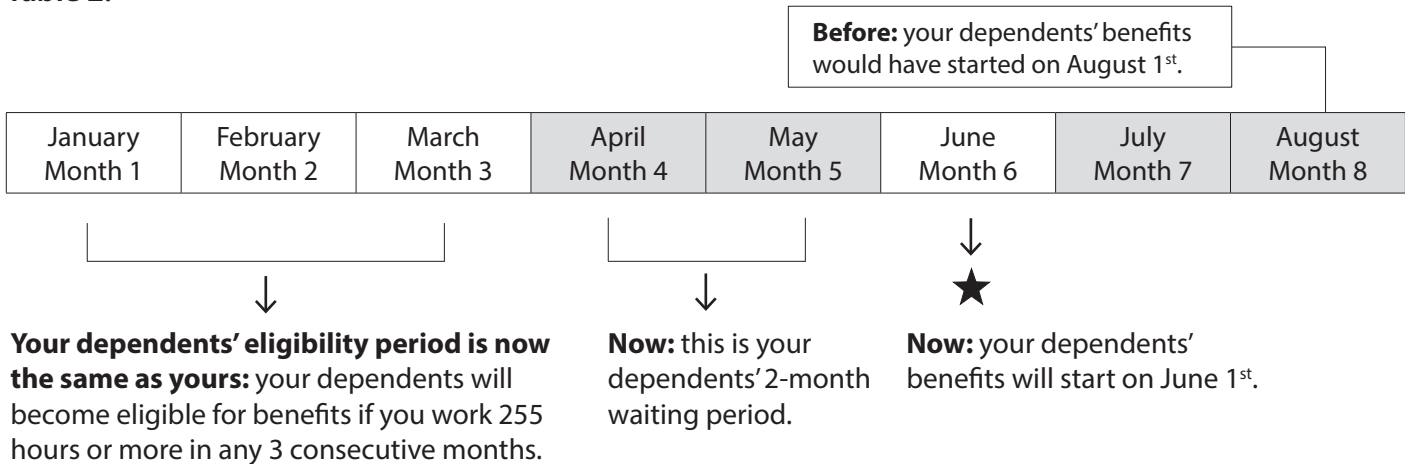 Before: your dependents’ benefits
would have started on August 1st.
January February March April May June July August
Month 1 Month 2 Month 3 Month 4 Month 5 Month 6 Month 7 Month 8
Your dependents’ eligibility period is now
the same as yours: your dependents will
become eligible for benefits if you work 255
hours or more in any 3 consecutive months.
Now: this is your
dependents’ 2-month
waiting period.
Now: your dependents’
benefits will start on June 1st.